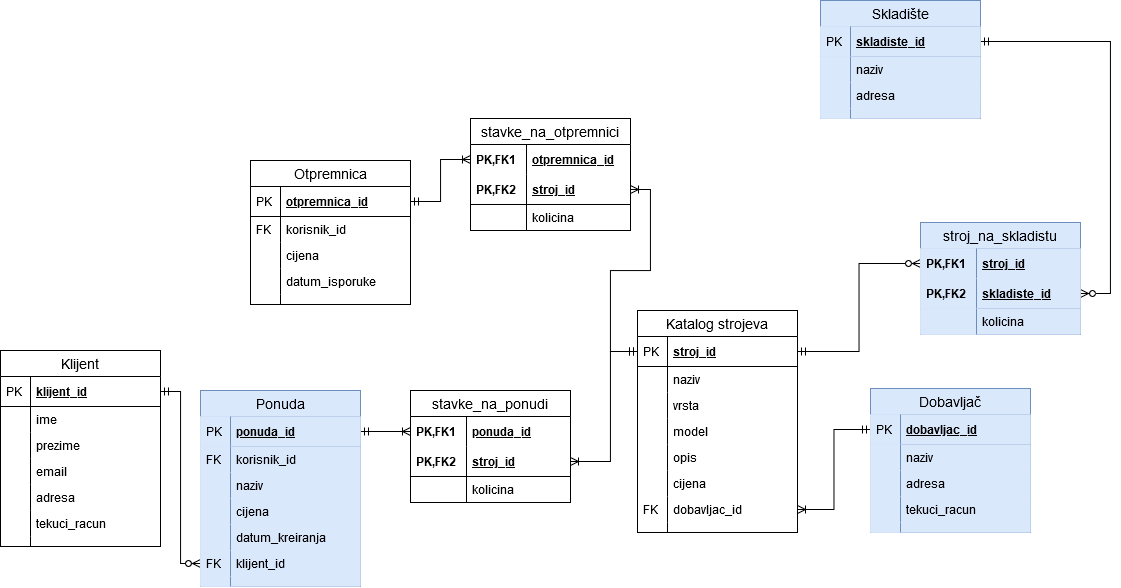 Skladište
PK skladiste_id
naziv
adresa
stavke_na_otpremnici
PK,FK1 otpremnica_id
PK,FK2 stroj_id
kolicina
Otpremnica
PK otpremnica_id
FK korisnik_id
cijena
datum_isporuke
stroj_na_skladistu
PK,FK1 stroj_id
PK,FK2 skladiste_id
kolicina
Katalog strojeva
PK stroj_id
naziv
vrsta
model
opis
cijena
FK dobavljac_id
Klijent
PK klijent_id
ime
prezime
email
adresa
tekuci_racun
Ponuda
PK ponuda_id
FK korisnik_id
naziv
cijena
datum_kreiranja
FK klijent_id
stavke_na_ponudi
PK,FK1 ponuda_id
PK,FK2 stroj_id
kolicina
Dobavljač
PK dobavljac_id
naziv
adresa
tekuci_racun